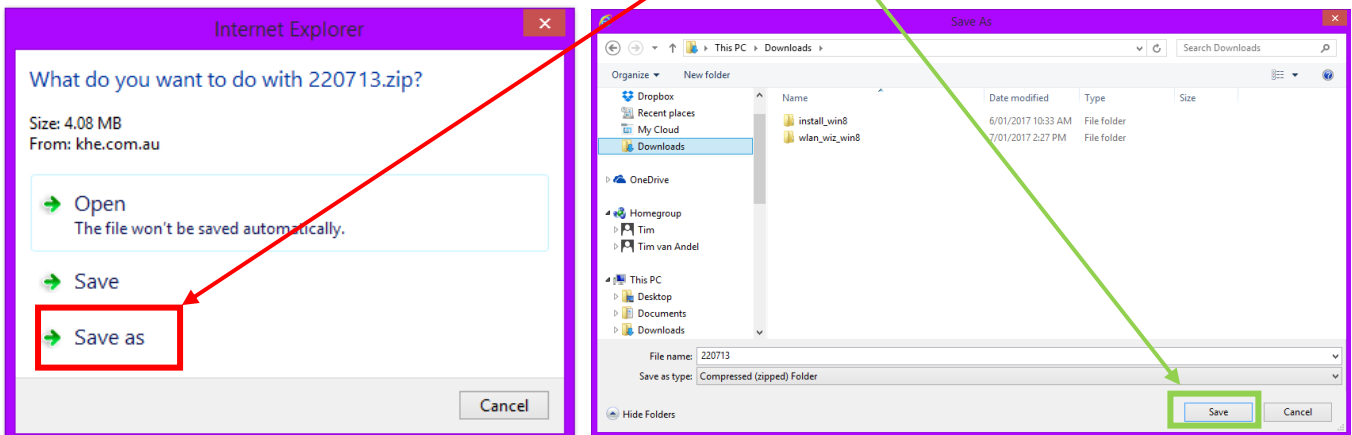 Internet Explorer
What do you want to do with 220713.zip?
Size: 4.08 MB
From: khe.com.au
Open
The file won't be saved automatically.
Save
Save as
Cancel
Save As
This PC Downloads
Search Downloads
Organize New folder
Dropbox
Recent places
My Cloud
Downloads
OneDrive
Homegroup
Tim
Tim van Andel
This PC
Desktop
Documents
Downloads
Name Date modified Type Size
install_win8 6/01/2017 10:33 AM File folder
wlan_wiz_win8 7/01/2017 2:27 PM File folder
File name: 220713
Save as type: Compressed (zipped) Folder
Hide Folders Save Cancel